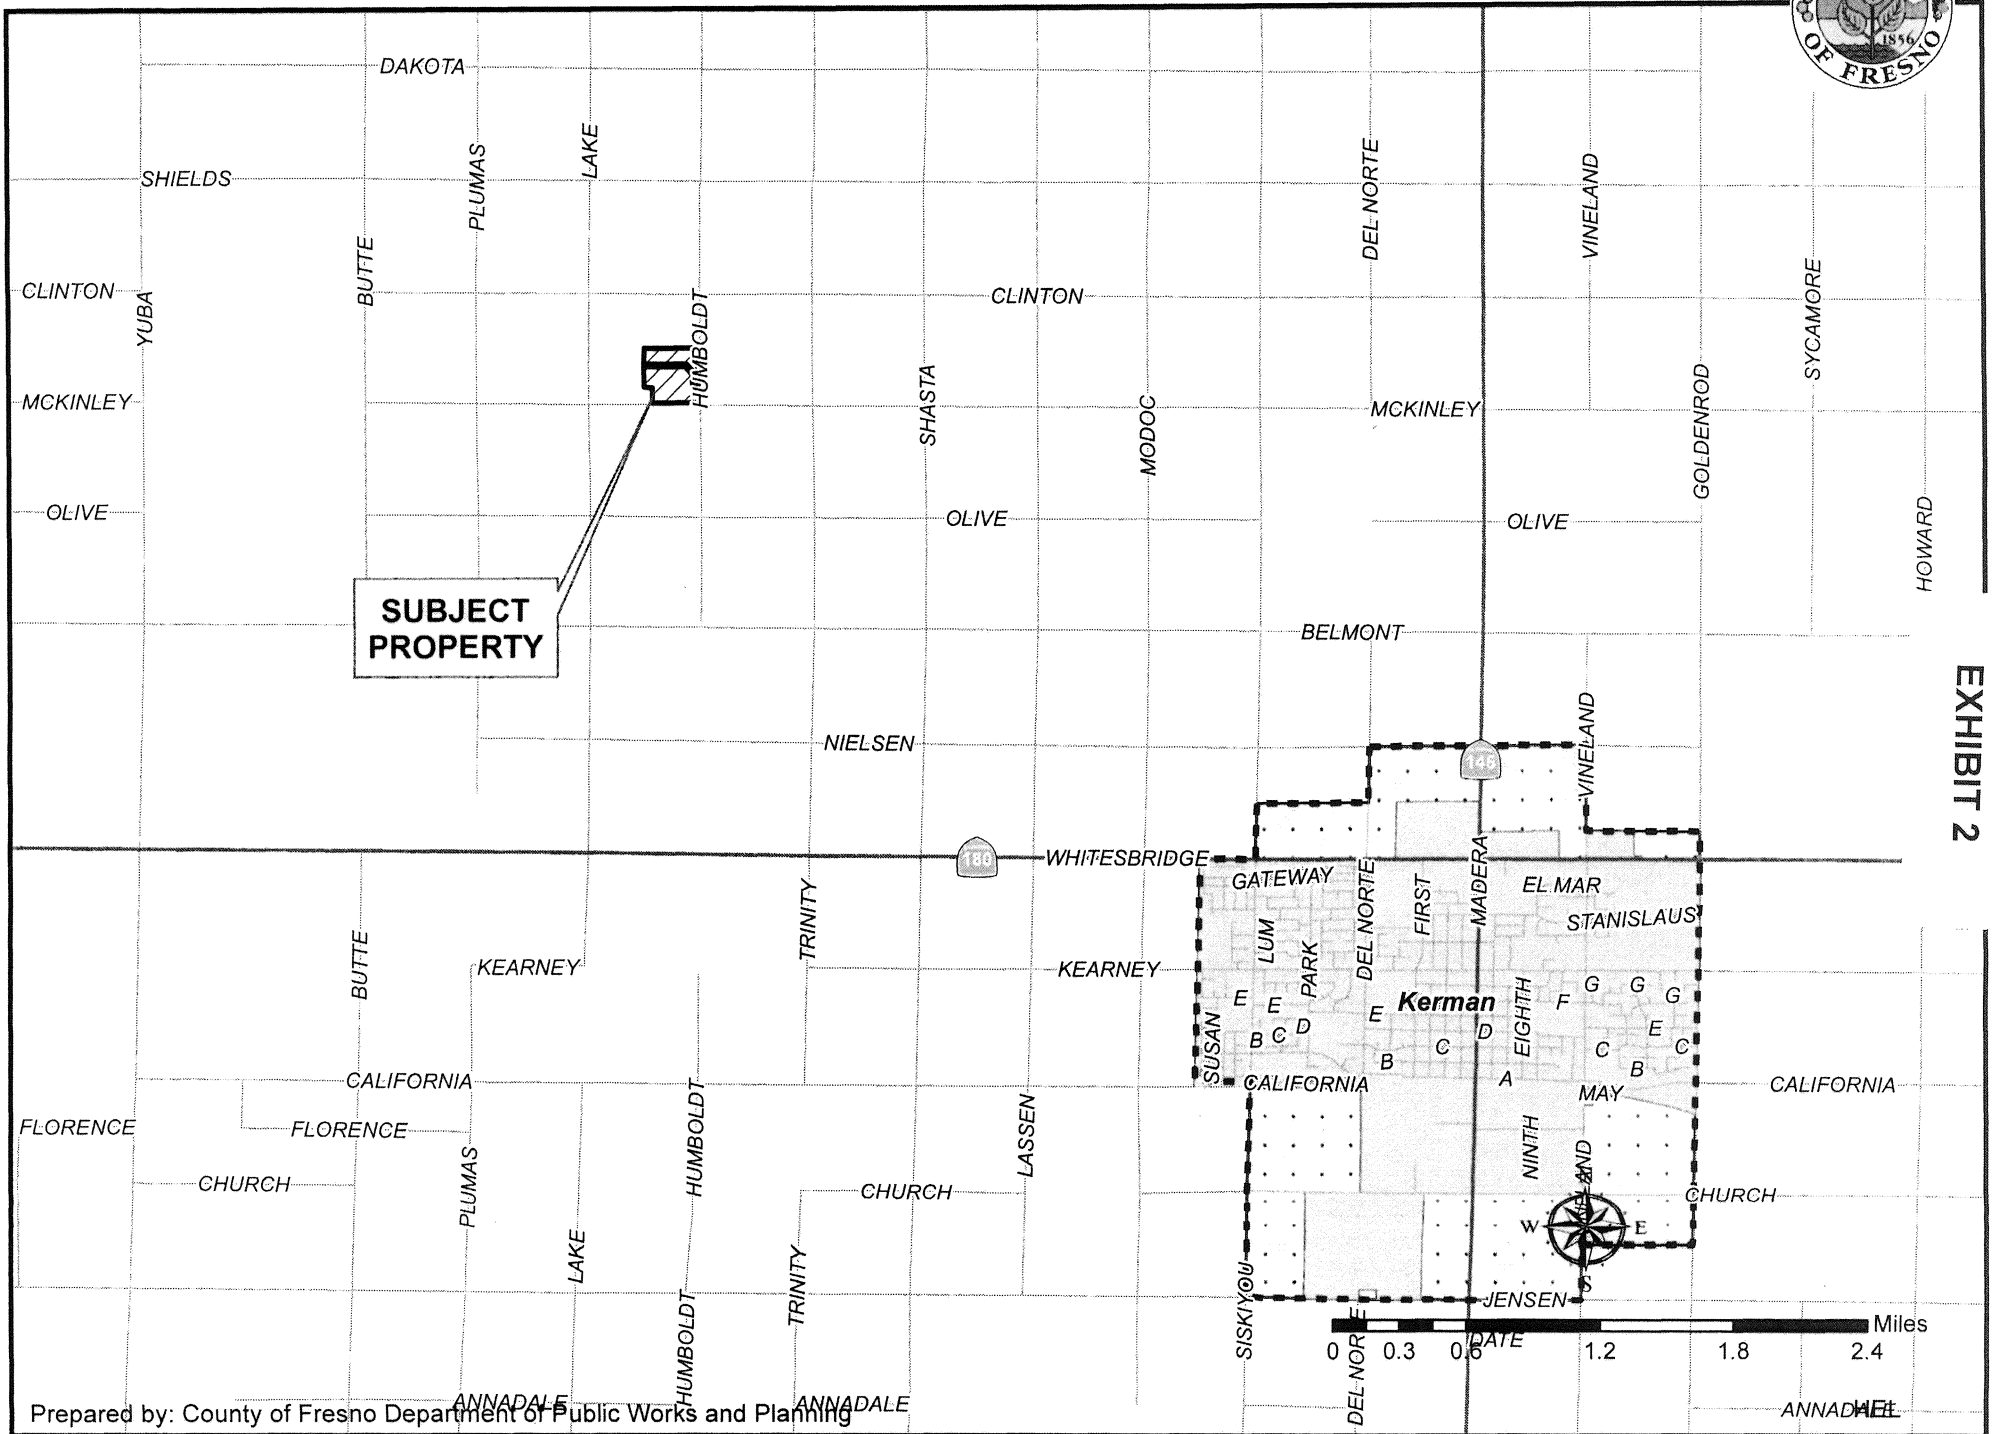 1856
OF FRESNO
DAKOTA
LAKE
PLUMAS
SHIELDS
DEL NORTE
VINELAND
BUTTE
CLINTON
YUBA
HUMBOLDT
CLINTON
SYCAMORE
MCKINLEY
SHASTA
MODOC
MCKINLEY
GOLDENROD
OLIVE
OLIVE
OLIVE
HOWARD
SUBJECT
PROPERTY
BELMONT
EXHIBIT 2
NIELSEN
VINELAND
145
180
WHITESBRIDGE
GATEWAY
DEL NORTE
FIRST
MADERA
EL MAR
STANISLAUS
TRINITY
LUM
PARK
BUTTE
KEARNEY
KEARNEY
E
E
E
Kerman
EIGHTH
F
G
G
G
SUSAN
B
C
D
B
C
D
A
C
E
B
C
CALIFORNIA
CALIFORNIA
MAY
CALIFORNIA
FLORENCE
FLORENCE
PLUMAS
HUMBOLDT
LASSEN
NINTH
CHURCH
CHURCH
CHURCH
W
E
S
LAKE
TRINITY
HUMBOLDT
SISKIYOU
DEL NORTE
JENSEN
DATE
Miles
0 0.3 0.6 1.2 1.8 2.4
ANNADALE
ANNADALE
ANNADALE
HEL
Prepared by: County of Fresno Department of Public Works and Planning